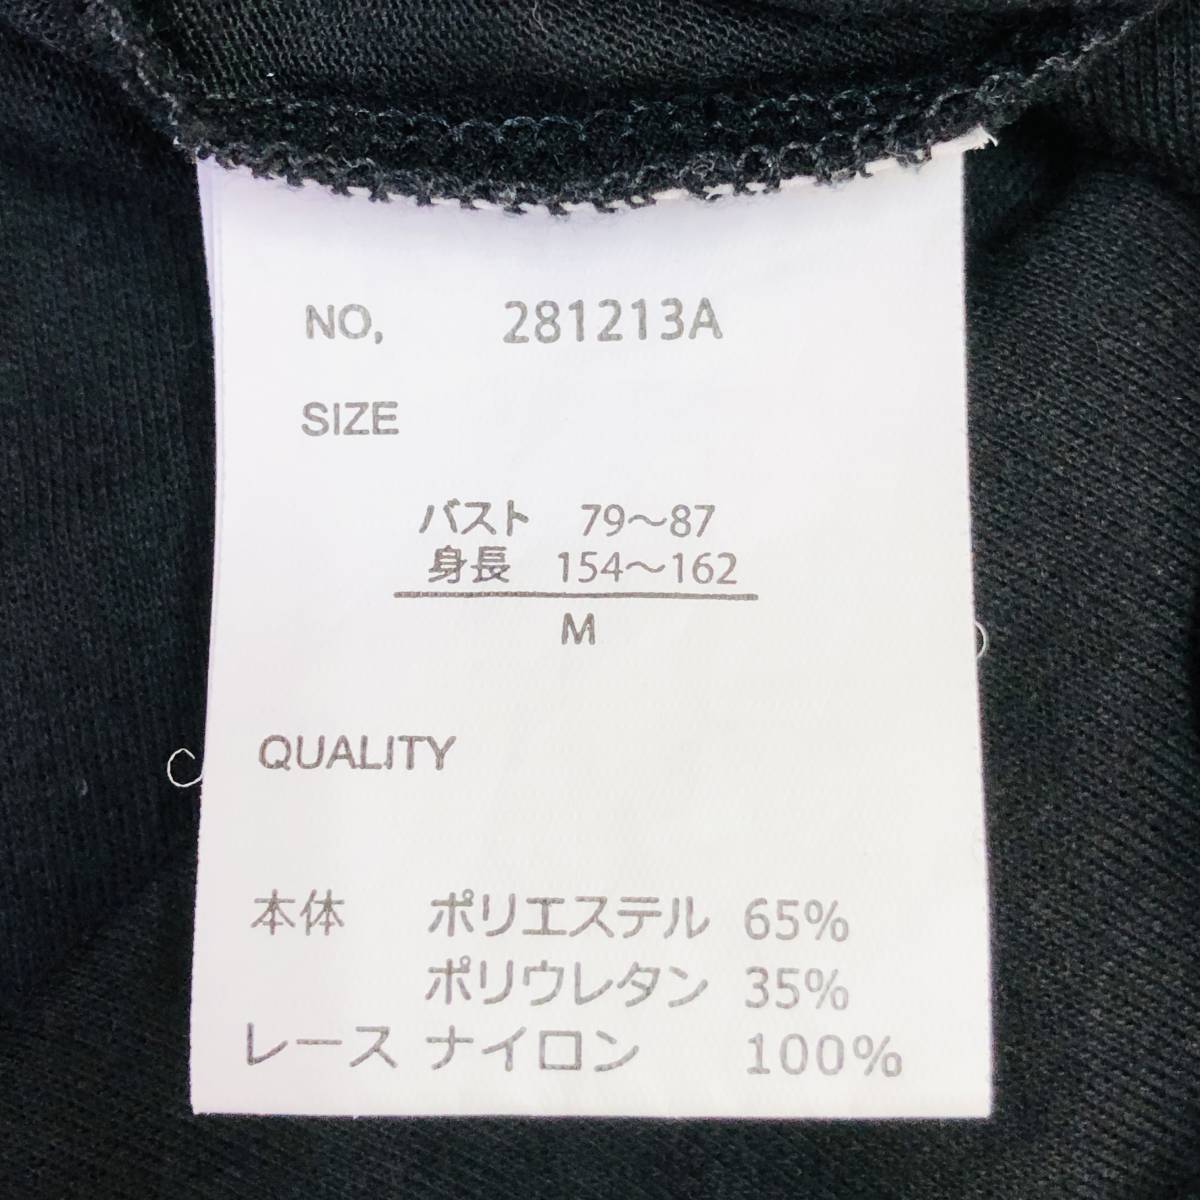 NO, 281213A
SIZE
バスト 79～87
身長 154～162
M
QUALITY
本体 ポリエステル 65%
ポリウレタン 35%
レース ナイロン 100%